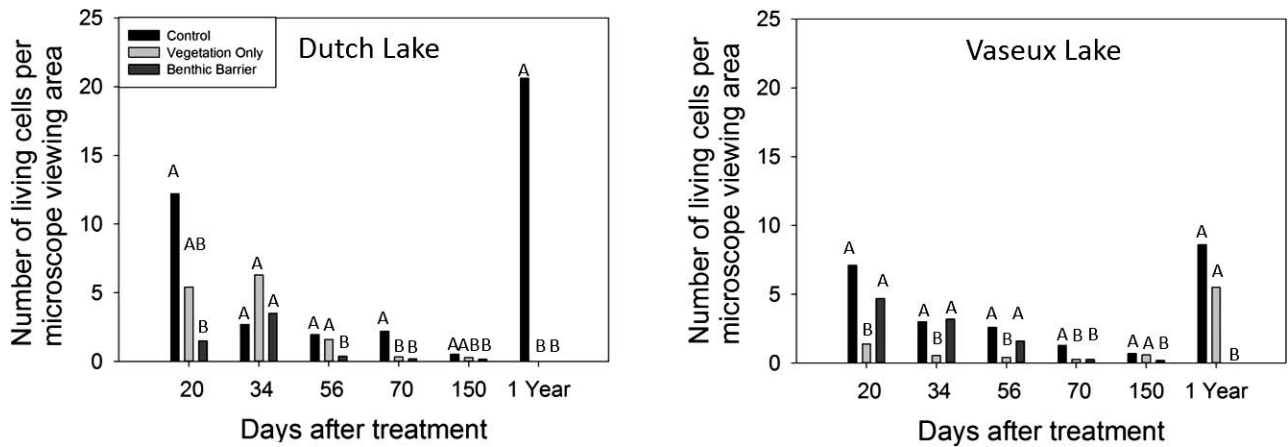 Number of living cells per
microscope viewing area
25
20
15
10
5
0
Control
Vegetation Only
Benthic Barrier
Dutch Lake
A
AB
B
A
A
A
A
A
B
A
B B
AABB
A
B B
20 34 56 70 150 1 Year
Days after treatment
Number of living cells per
microscope viewing area
25
20
15
10
5
0
Vaseux Lake
A
B
A
A
B
A
A
B
A
A B B
A A B
A
A
B
20 34 56 70 150 1 Year
Days after treatment